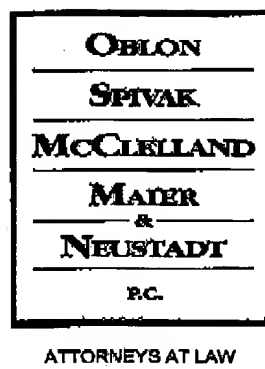 OBLON
SPIVAK
MCCLELLAND
MAIER
&
NEUSTADT
P.C.
ATTORNEYS AT LAW